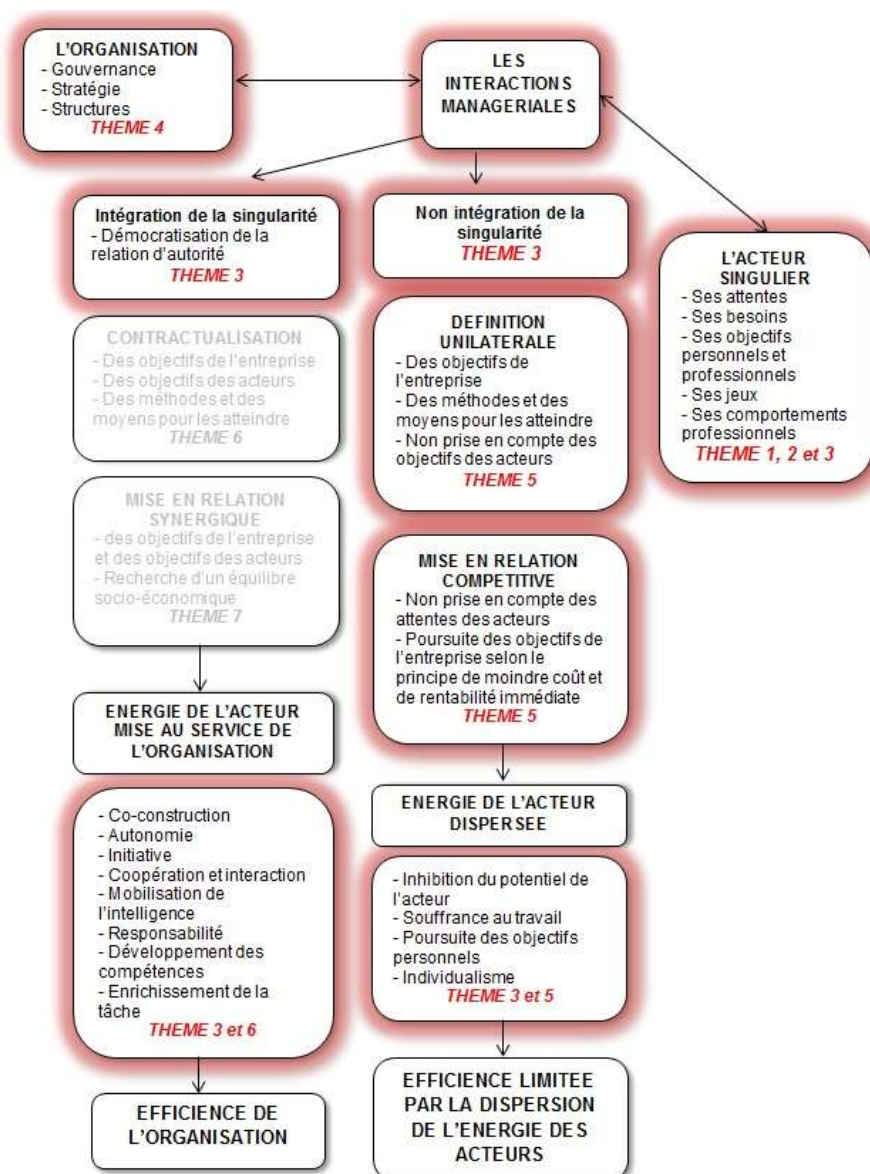 L'ORGANISATION
- Gouvernance
- Stratégie
- Structures
THEME 4
LES
INTERACTIONS
MANAGERIALES
Intégration de la singularité
- Démocratisation de la
relation d'autorité
THEME 3
Non intégration de la
singularité
THEME 3
L'ACTEUR
SINGULIER
- Ses attentes
- Ses besoins
- Ses objectifs
personnels et
professionnels
- Ses jeux
- Ses comportements
professionnels
THEME 1, 2 et 3
CONTRACTUALISATION
- Des objectifs de l'entreprise
- Des objectifs des acteurs
- Des méthodes et des
moyens pour les atteindre
THEME 6
DEFINITION
UNILATERALE
- Des objectifs de
l'entreprise
- Des méthodes et des
moyens pour les atteindre
- Non prise en compte des
objectifs des acteurs
THEME 5
MISE EN RELATION
SYNERGIQUE
- des objectifs de l'entreprise
et des objectifs des acteurs
- Recherche d'un équilibre
socio-économique
THEME 7
MISE EN RELATION
COMPETITIVE
- Non prise en compte des
attentes des acteurs
- Poursuite des objectifs de
l'entreprise selon le
principe de moindre coût et
de rentabilité immédiate
THEME 5
ENERGIE DE L'ACTEUR
MISE AU SERVICE DE
L'ORGANISATION
ENERGIE DE L'ACTEUR
DISPERSEE
- Co-construction
- Autonomie
- Initiative
- Coopération et interaction
- Mobilisation de
l'intelligence
- Responsabilité
- Développement des
compétences
- Enrichissement de la
tâche
THEME 3 et 6
- Inhibition du potentiel de
l'acteur
- Souffrance au travail
- Poursuite des objectifs
personnels
- Individualisme
THEME 3 et 5
EFFICIENCE DE
L'ORGANISATION
EFFICIENCE LIMITEE
PAR LA DISPERSION
DE L'ENERGIE DES
ACTEURS